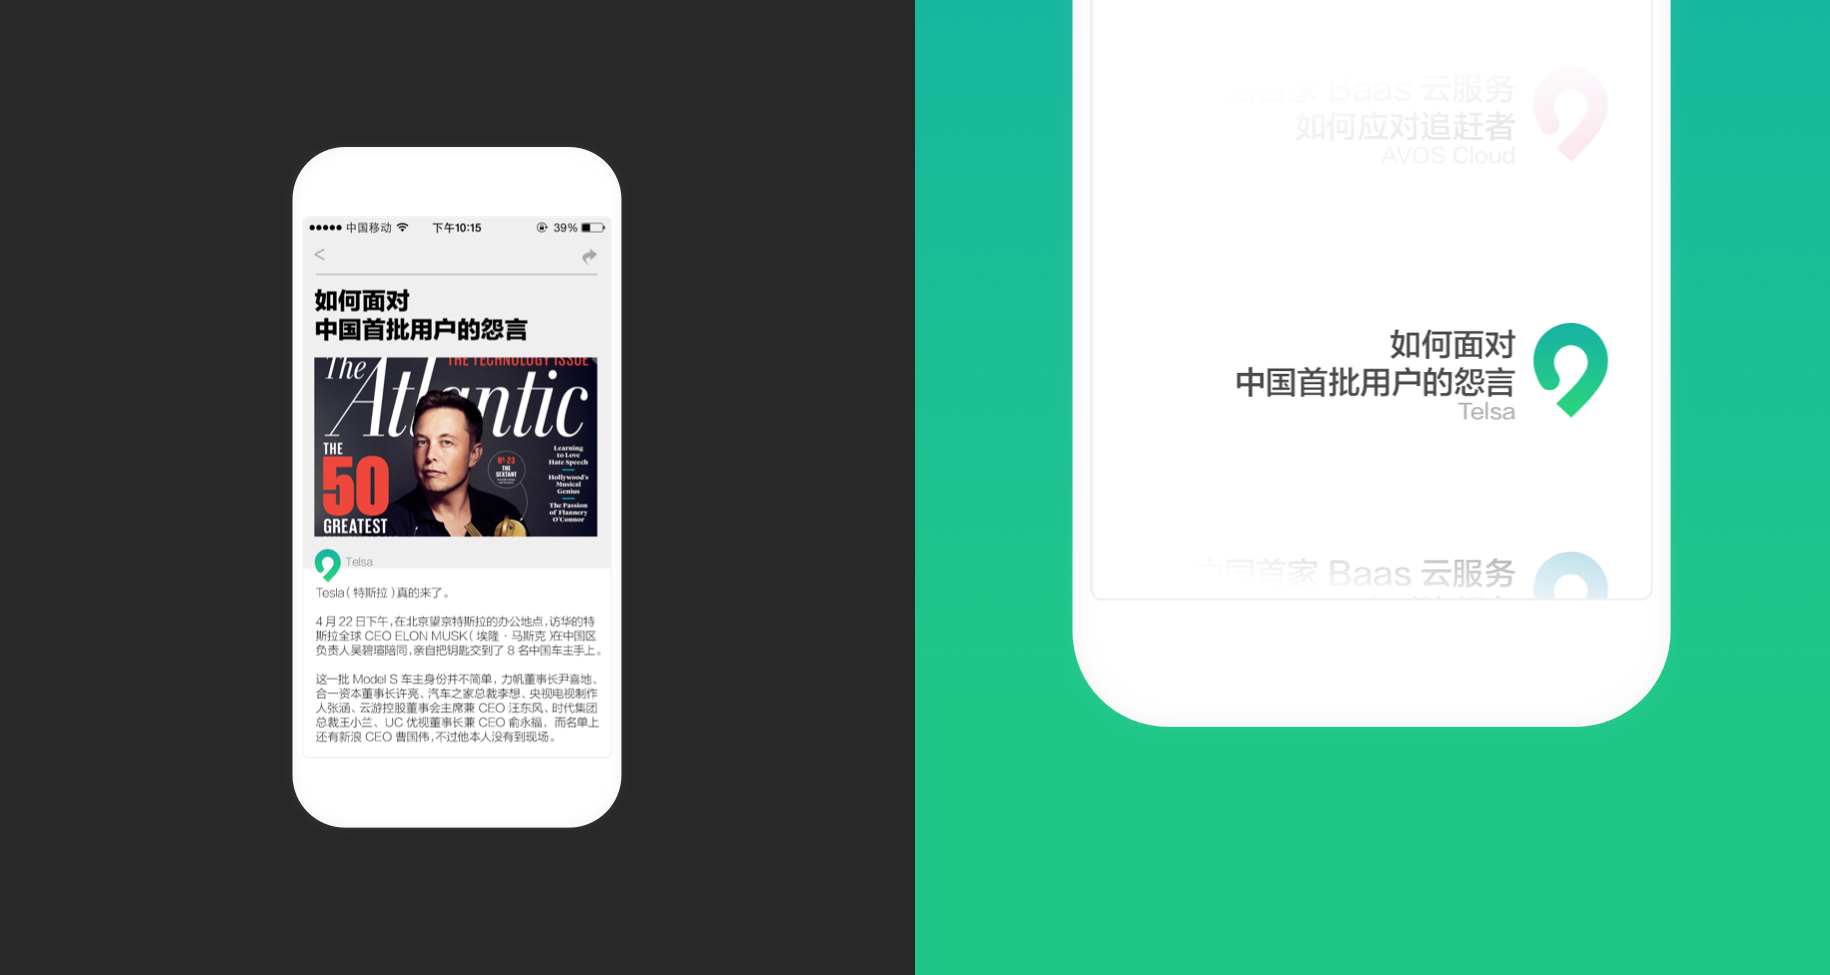 中国移动
下午10:15
39%
如何面对
中国首批用户的怨言
The
THE TECHNOLOGY ISSUE
Atlantic
THE
50
GREATEST
Nº 23
THE
SEXTANT
Learning
to Love
Hate Speech
Hollywood's
Musical
Genius
The Passion
of Flannery
O'Connor
Telsa
Tesla（特斯拉）真的来了。
4 月 22 日下午,在北京望京特斯拉的办公地点,访华的特
斯拉全球 CEO ELON MUSK（埃隆 · 马斯克）在中国区
负责人吴碧瑄陪同,亲自把钥匙交到了 8 名中国车主手上。
这一批 Model S 车主身份并不简单，力帆董事长尹喜地、
合一资本董事长许亮、汽车之家总裁李想、央视电视制作
人张涵、云游控股董事会主席兼 CEO 汪东风、时代集团
总裁王小兰、UC 优视董事长兼 CEO 俞永福，而名单上
还有新浪 CEO 曹国伟,不过他本人没有到现场。
国首家 Baas 云服务
如何应对追赶者
AVOS Cloud
如何面对
中国首批用户的怨言
Telsa
中国首家 Baas 云服务